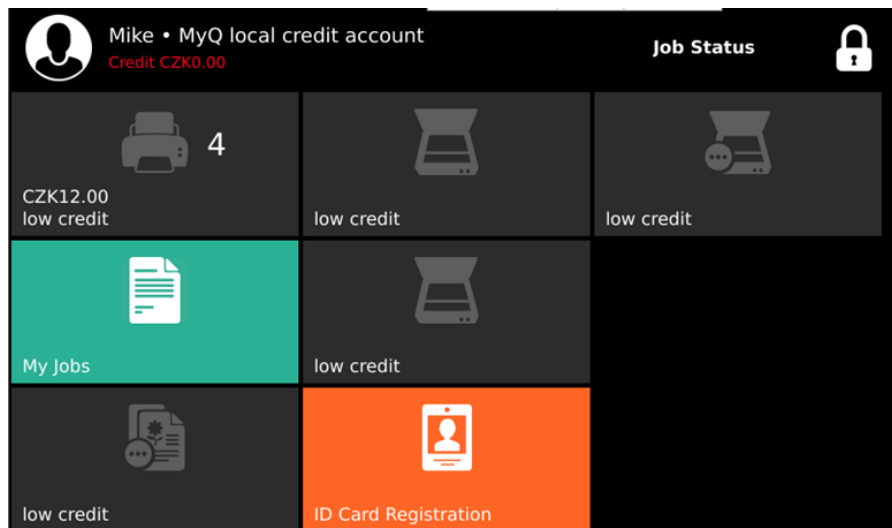 Mike • MyQ local credit account
Credit CZK0.00
Job Status
4
CZK12.00
low credit
low credit
low credit
My Jobs
low credit
low credit
ID Card Registration